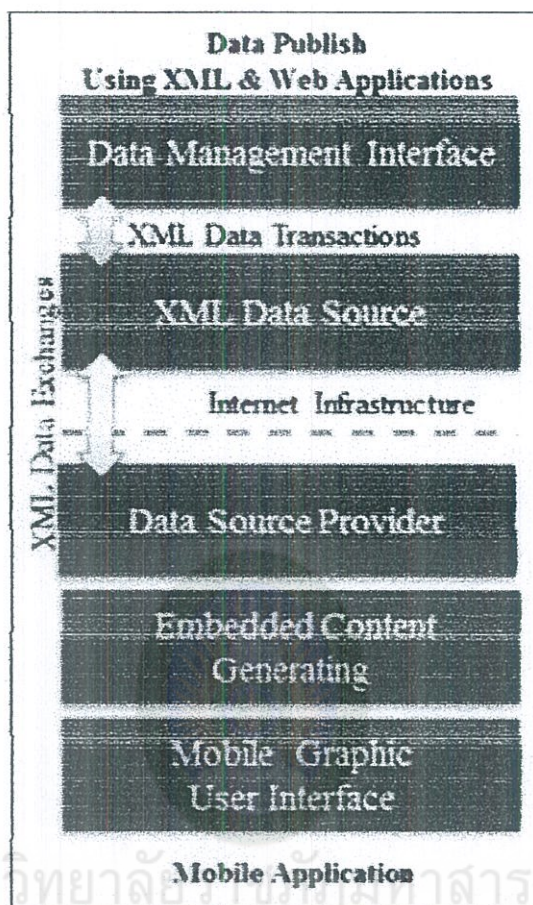 Data Publish
Using XML & Web Applications
Data Management Interface
XML Data Transactions
XML Data Source
XML Data Exchanges
Internet Infrastructure
Data Source Provider
Embedded Content
Generating
Mobile Graphic
User Interface
Mobile Application